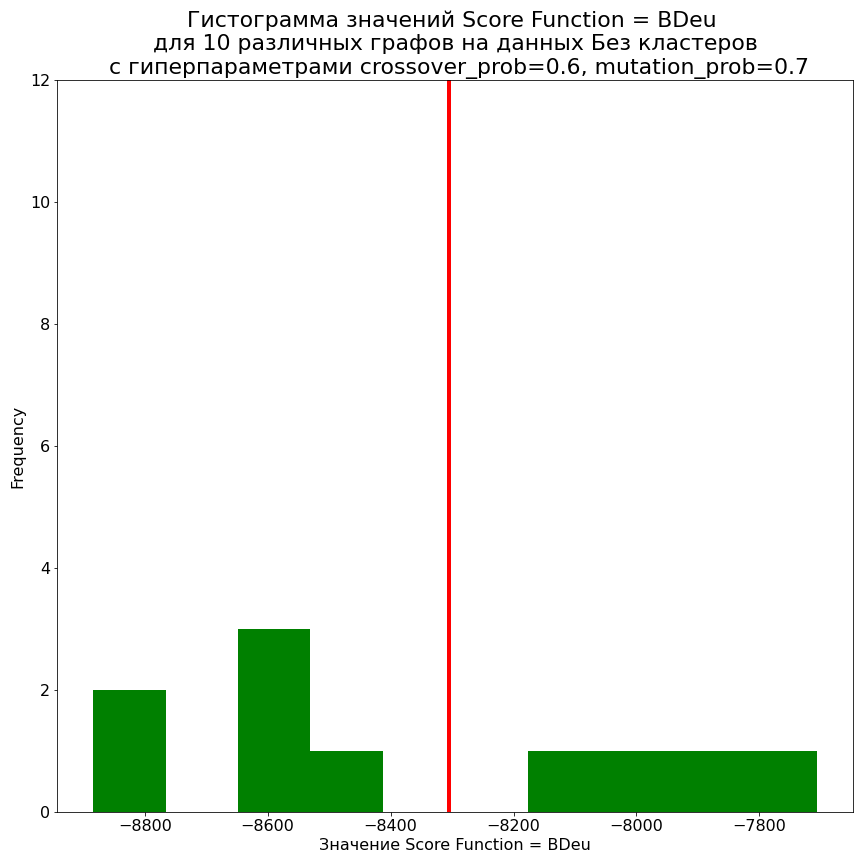 Гистограмма значений Score Function = BDeu
для 10 различных графов на данных Без кластеров
с гиперпараметрами crossover_prob=0.6, mutation_prob=0.7
12
10
8
6
4
2
0
Frequency
−8800 −8600 −8400 −8200 −8000 −7800
Значение Score Function = BDeu